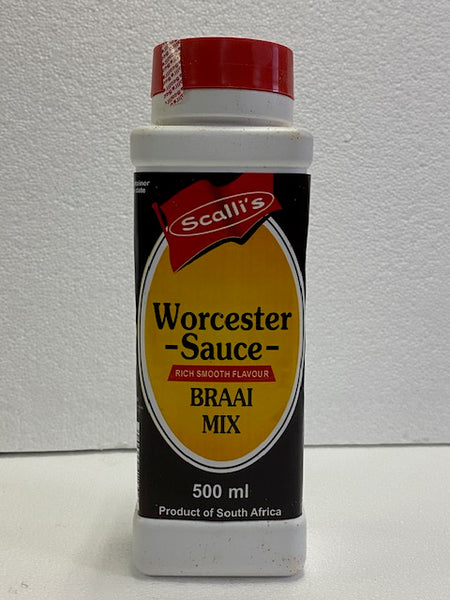 Scalli's
Worcester
-Sauce-
RICH SMOOTH FLAVOUR
BRAAI
MIX
500 ml
Product of South Africa